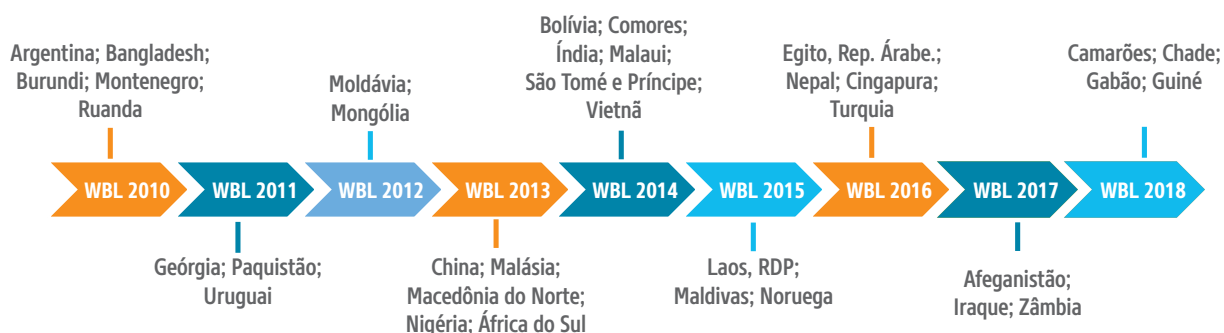 Argentina; Bangladesh;
Burundi; Montenegro;
Ruanda
Moldávia;
Mongólia
Bolívia; Comores;
Índia; Malaui;
São Tomé e Príncipe;
Vietnã
Egito, Rep. Árabe.;
Nepal; Cingapura;
Turquia
Camarões; Chade;
Gabão; Guiné
WBL 2010
WBL 2011
WBL 2012
WBL 2013
WBL 2014
WBL 2015
WBL 2016
WBL 2017
WBL 2018
Geórgia; Paquistão;
Uruguai
China; Malásia;
Macedônia do Norte;
Nigéria; África do Sul
Laos, RDP;
Maldivas; Noruega
Afeganistão;
Iraque; Zâmbia